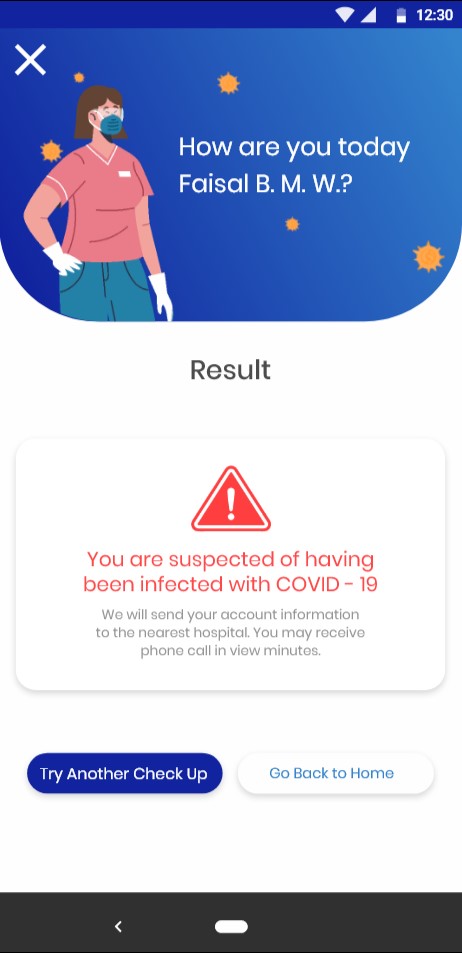 12:30
How are you today
Faisal B. M. W.?
Result
You are suspected of having
been infected with COVID - 19
We will send your account information
to the nearest hospital. You may receive
phone call in view minutes.
Try Another Check Up
Go Back to Home